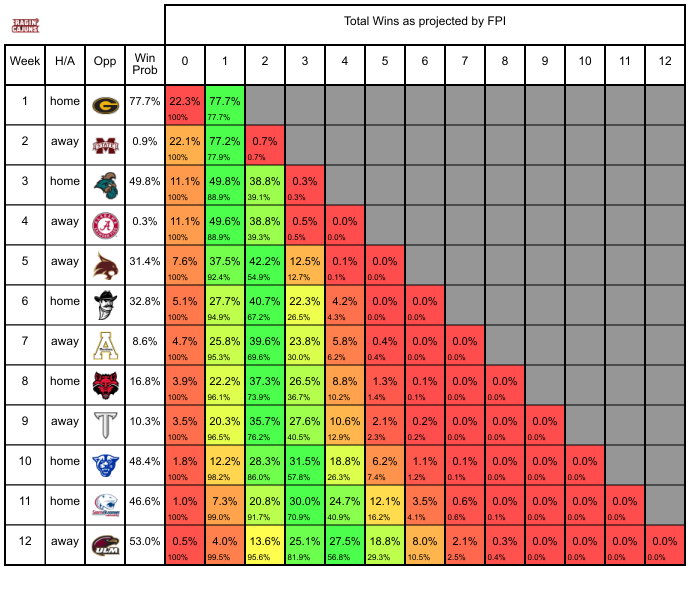 RAGIN' CAJUNS
Total Wins as projected by FPI
Week H/A Opp Win Prob 0 1 2 3 4 5 6 7 8 9 10 11 12
1 home G 77.7% 22.3% 77.7%
100% 77.7%
2 away M STATE 0.9% 22.1% 77.2% 0.7%
100% 77.9% 0.7%
3 home 49.8% 11.1% 49.8% 38.8% 0.3%
100% 88.9% 39.1% 0.3%
4 away A 0.3% 11.1% 49.6% 38.8% 0.5% 0.0%
100% 88.9% 39.3% 0.5% 0.0%
5 away 31.4% 7.6% 37.5% 42.2% 12.5% 0.1% 0.0%
100% 92.4% 54.9% 12.7% 0.1% 0.0%
6 home 32.8% 5.1% 27.7% 40.7% 22.3% 4.2% 0.0% 0.0%
100% 94.9% 67.2% 26.5% 4.3% 0.0% 0.0%
7 away A 8.6% 4.7% 25.8% 39.6% 23.8% 5.8% 0.4% 0.0% 0.0%
100% 95.3% 69.6% 30.0% 6.2% 0.4% 0.0% 0.0%
8 home 16.8% 3.9% 22.2% 37.3% 26.5% 8.8% 1.3% 0.1% 0.0% 0.0%
100% 96.1% 73.9% 36.7% 10.2% 1.4% 0.1% 0.0% 0.0%
9 away T 10.3% 3.5% 20.3% 35.7% 27.6% 10.6% 2.1% 0.2% 0.0% 0.0% 0.0%
100% 96.5% 76.2% 40.5% 12.9% 2.3% 0.2% 0.0% 0.0% 0.0%
10 home 48.4% 1.8% 12.2% 28.3% 31.5% 18.8% 6.2% 1.1% 0.1% 0.0% 0.0% 0.0%
100% 98.2% 86.0% 57.8% 26.3% 7.4% 1.2% 0.1% 0.0% 0.0% 0.0%
11 home 46.6% 1.0% 7.3% 20.8% 30.0% 24.7% 12.1% 3.5% 0.6% 0.0% 0.0% 0.0% 0.0%
100% 99.0% 91.7% 70.9% 40.9% 16.2% 4.1% 0.6% 0.1% 0.0% 0.0% 0.0%
12 away ULM 53.0% 0.5% 4.0% 13.6% 25.1% 27.5% 18.8% 8.0% 2.1% 0.3% 0.0% 0.0% 0.0% 0.0%
100% 99.5% 95.6% 81.9% 56.8% 29.3% 10.5% 2.5% 0.4% 0.0% 0.0% 0.0% 0.0%